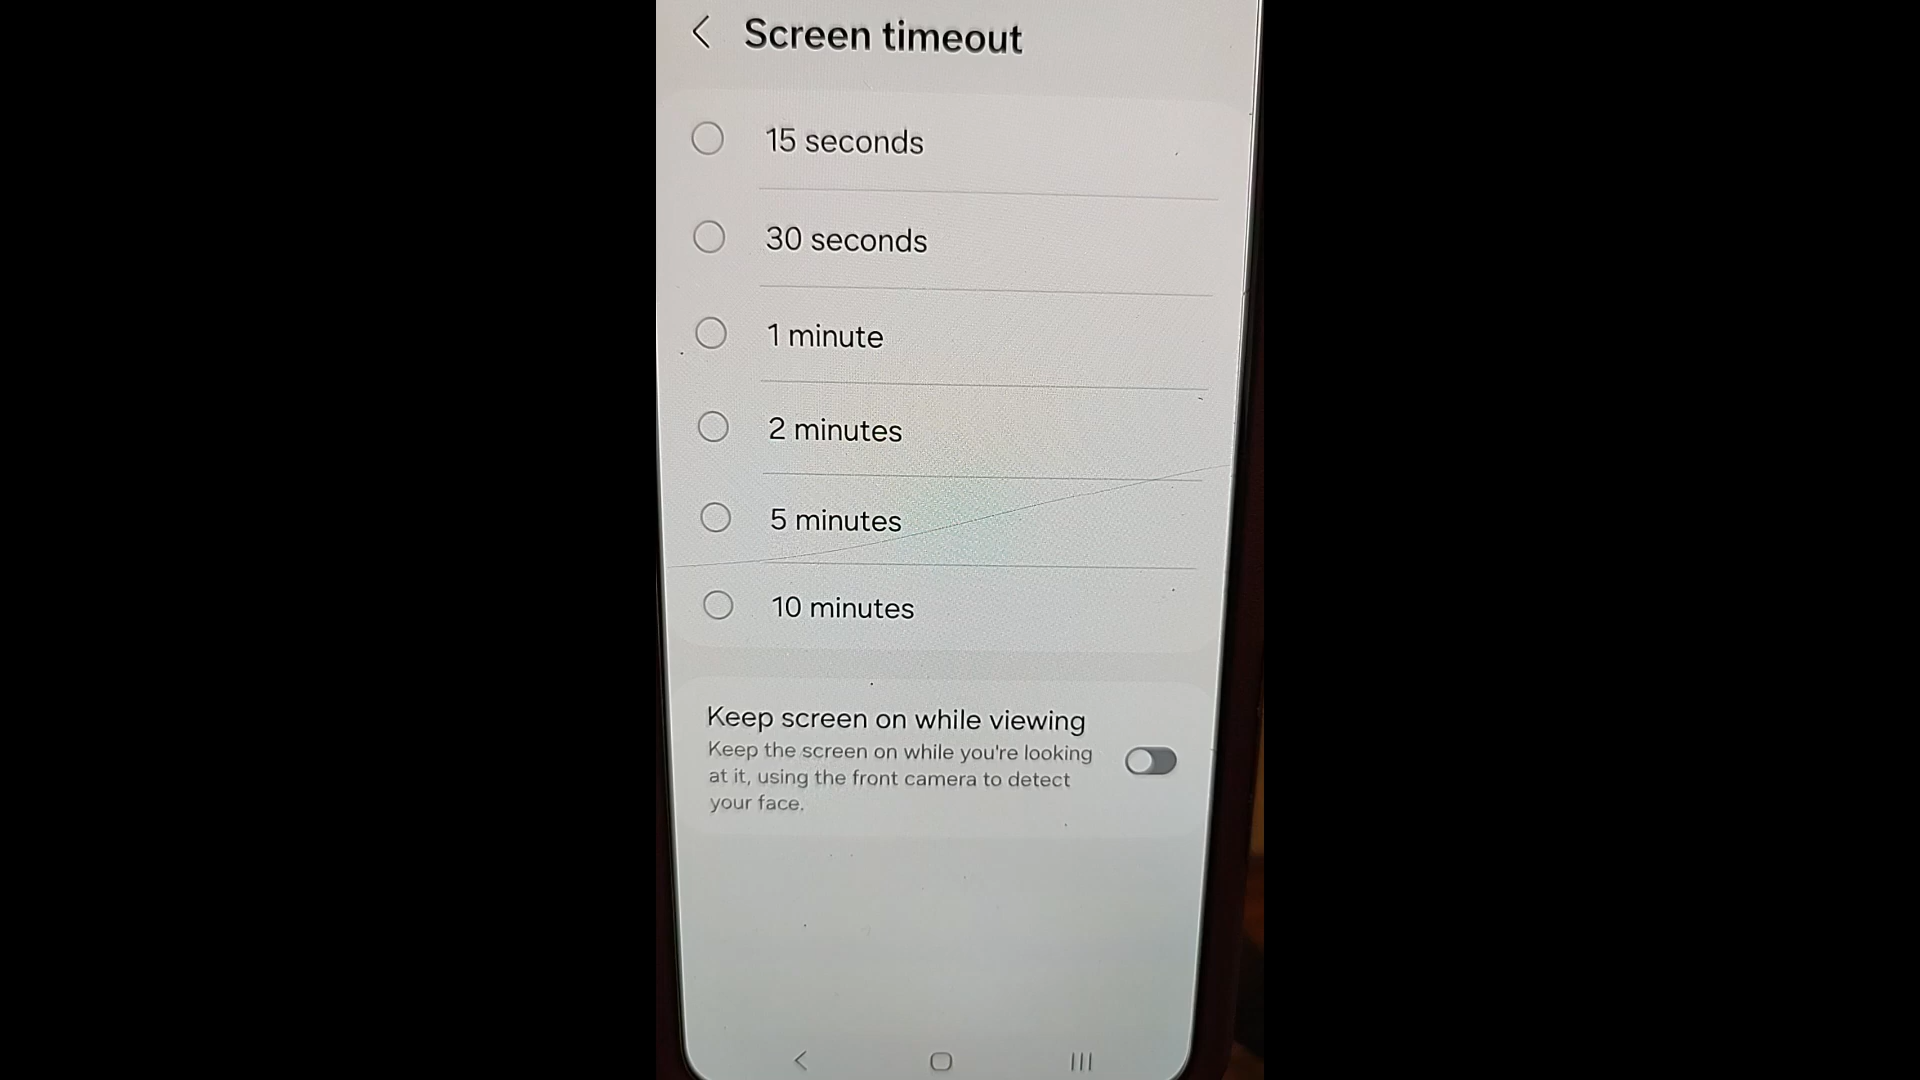 Screen timeout
15 seconds
30 seconds
1 minute
2 minutes
5 minutes
10 minutes
Keep screen on while viewing
Keep the screen on while you're looking
at it, using the front camera to detect
your face.